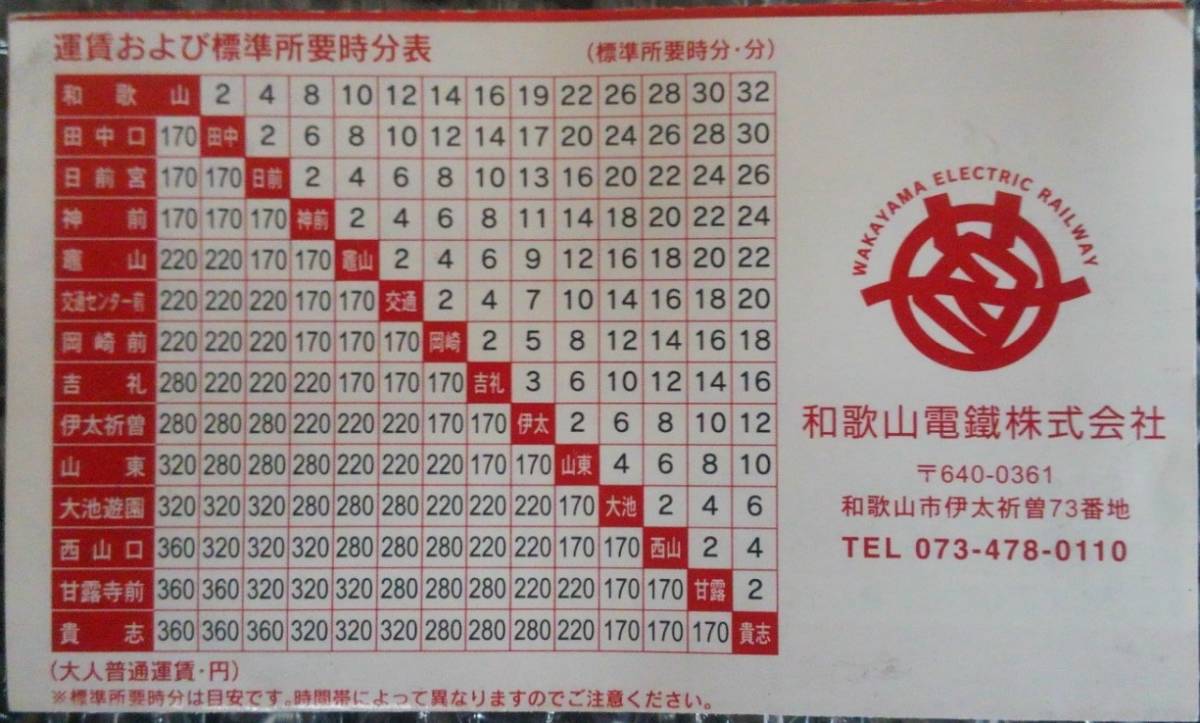 運賃および標準所要時分表
(標準所要時分・分)
和歌山 2 4 8 10 12 14 16 19 22 26 28 30 32
田中口 170 田中 2 6 8 10 12 14 17 20 24 26 28 30
日前宮 170 170 日前 2 4 6 8 10 13 16 20 22 24 26
神前 170 170 170 神前 2 4 6 8 11 14 18 20 22 24
竈山 220 220 170 170 竈山 2 4 6 9 12 16 18 20 22
交通センター前 220 220 220 170 170 交通 2 4 7 10 14 16 18 20
岡崎前 220 220 220 170 170 170 岡崎 2 5 8 12 14 16 18
吉礼 280 220 220 220 170 170 170 吉礼 3 6 10 12 14 16
伊太祈曽 280 280 280 220 220 220 170 170 伊太 2 6 8 10 12
山東 320 280 280 280 220 220 220 170 170 山東 4 6 8 10
大池遊園 320 320 320 280 280 220 220 220 220 170 大池 2 4 6
西山口 360 320 320 320 280 280 280 220 220 170 170 西山 2 4
甘露寺前 360 360 320 320 320 280 280 280 220 220 170 170 甘露 2
貴志 360 360 360 320 320 320 280 280 280 220 170 170 170 貴志
(大人普通運賃・円)
※標準所要時分は目安です。時間帯によって異なりますのでご注意ください。
WAKAYAMA ELECTRIC RAILWAY
和歌山電鐵株式会社
〒640-0361
和歌山市伊太祈曽73番地
TEL 073-478-0110